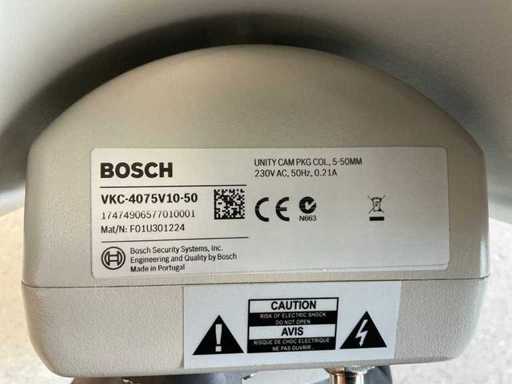 BOSCH
UNITY CAM PKG COL, 5-50MM
230V AC, 50Hz, 0.21A
VKC-4075V10-50
17474906577010001
Mat/N: F01U301224
CE
N663
Bosch Security Systems, Inc.
Engineering and Quality by Bosch
Made in Portugal
CAUTION
RISK OF ELECTRIC SHOCK
DO NOT OPEN.
AVIS
RISQUE DE CHOC ELECTRIQUE
NE PAS OUVRIR.